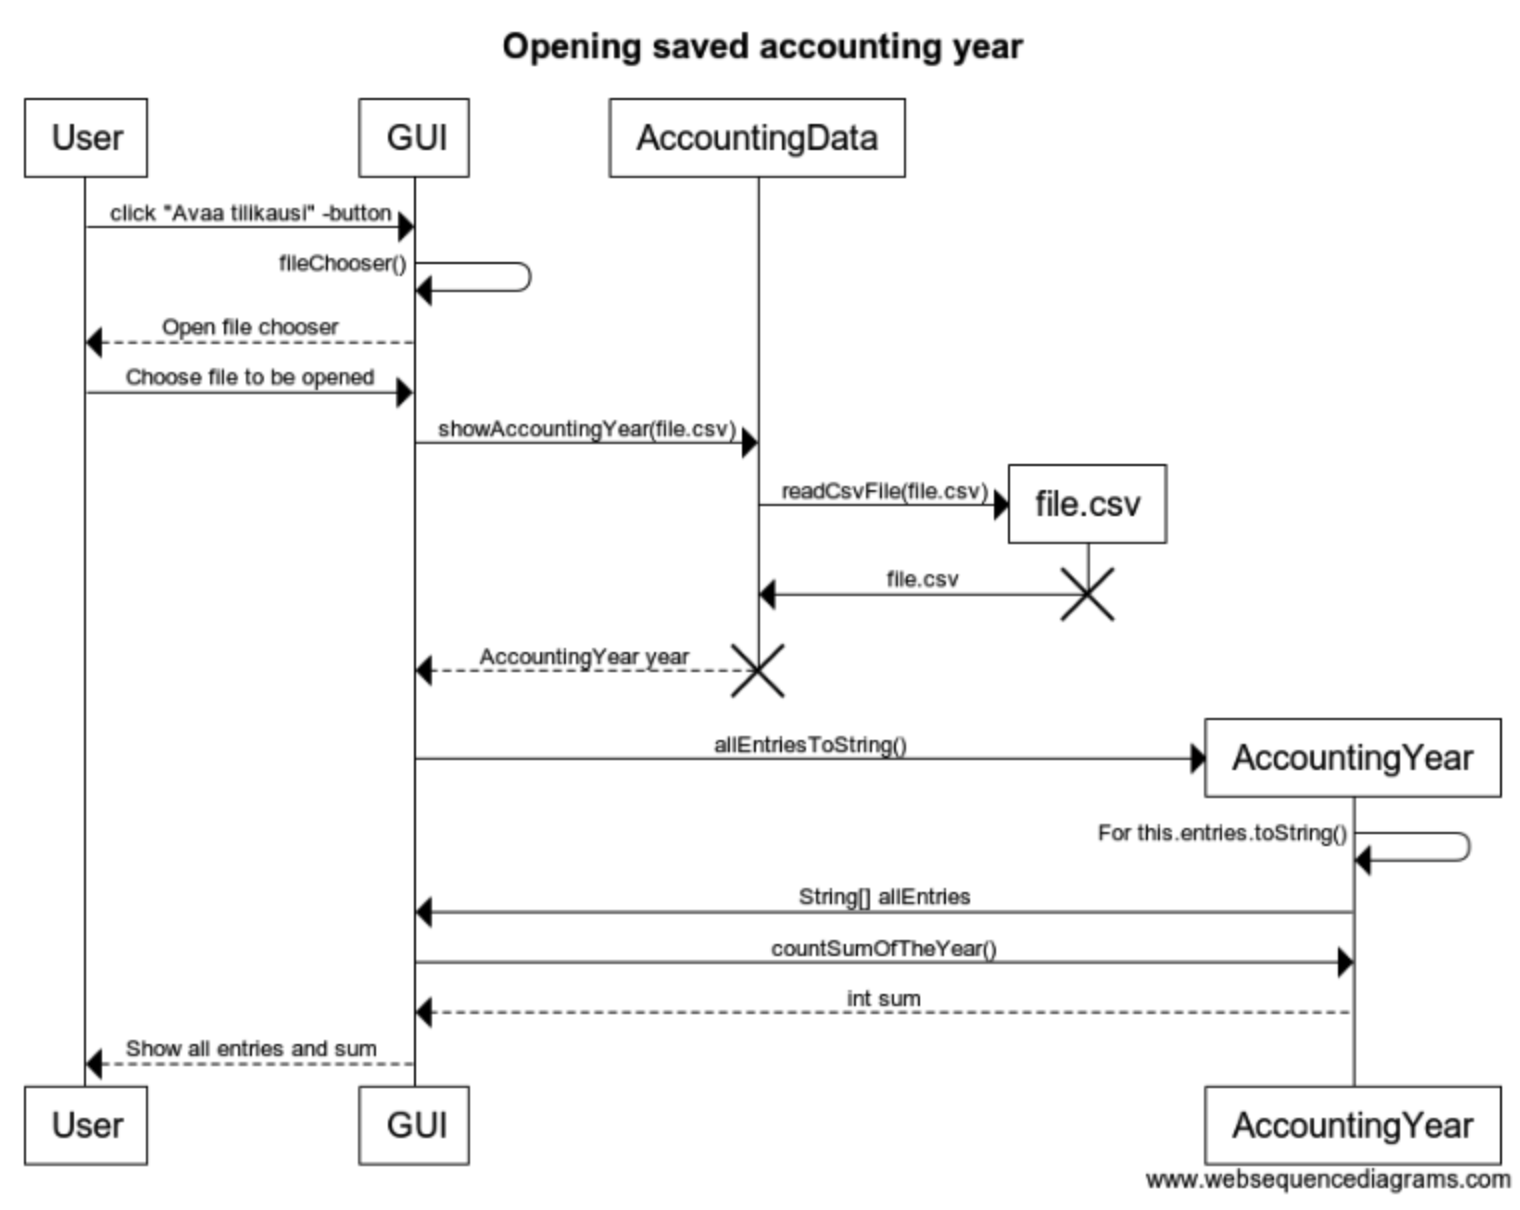 Opening saved accounting year
User
GUI
AccountingData
click "Avaa tilikausi" -button
fileChooser()
Open file chooser
Choose file to be opened
showAccountingYear(file.csv)
readCsvFile(file.csv)
file.csv
file.csv
AccountingYear year
allEntriesToString()
AccountingYear
For this.entries.toString()
String[] allEntries
countSumOfTheYear()
int sum
Show all entries and sum
User
GUI
AccountingYear
www.websequencediagrams.com